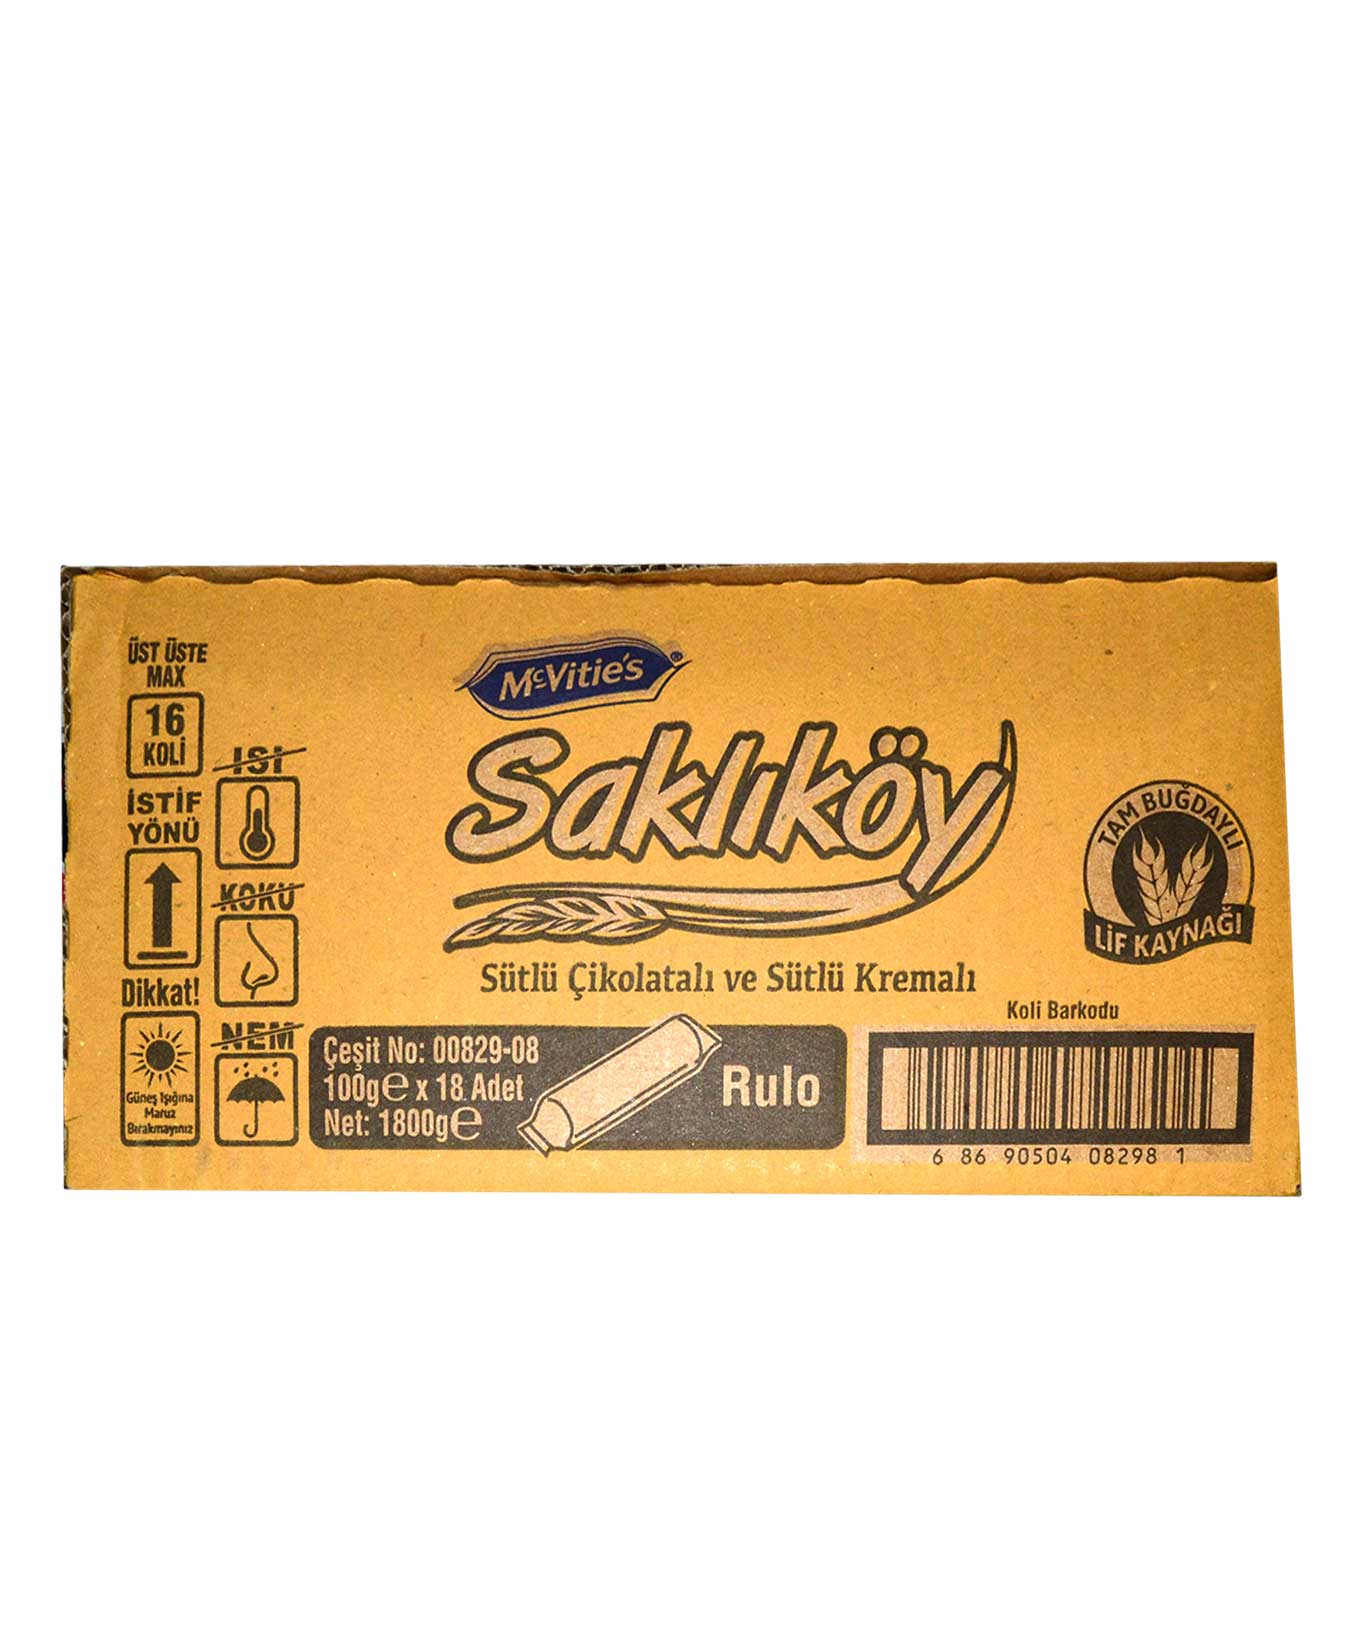 ÜST ÜSTE
MAX
16
KOLİ
İSTİF
YÖNÜ
Dikkat!
Güneş Işığına
Maruz
Bırakmayınız
ISI
KOKU
NEM
McVitie's®
Saklıköy
Sütlü Çikolatalı ve Sütlü Kremalı
TAM BUĞDAYLI
LİF KAYNAĞI
Çeşit No: 00829-08
100g℮ x 18 Adet
Net: 1800g℮
Rulo
Koli Barkodu
6 86 90504 08298 1